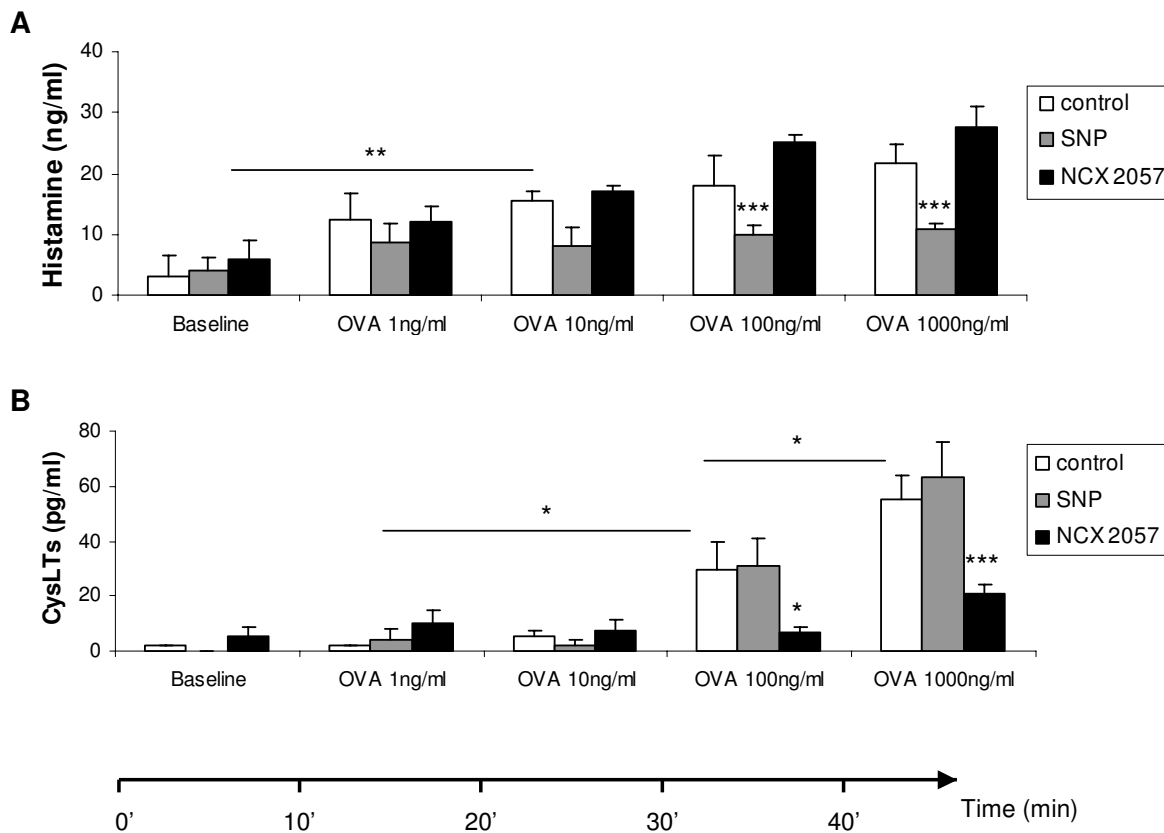 A
Histamine (ng/ml)
40
30
20
10
0
**
***
***
Baseline
OVA 1ng/ml
OVA 10ng/ml
OVA 100ng/ml
OVA 1000ng/ml
control
SNP
NCX 2057
B
CysLTs (pg/ml)
80
60
40
20
0
*
*
*
***
Baseline
OVA 1ng/ml
OVA 10ng/ml
OVA 100ng/ml
OVA 1000ng/ml
control
SNP
NCX 2057
0’
10’
20’
30’
40’
Time (min)